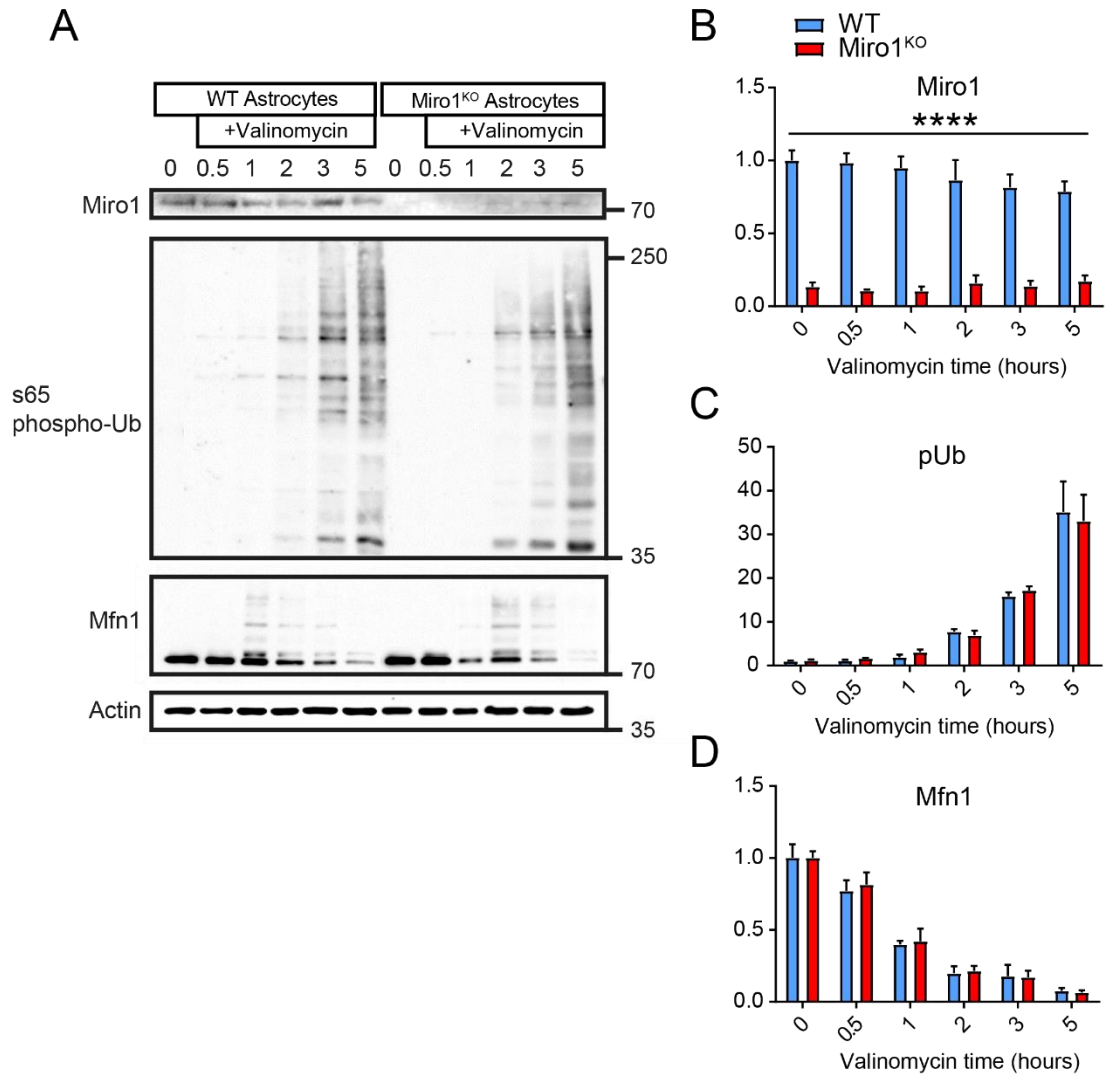 A
WT Astrocytes
Miro1KO Astrocytes
+Valinomycin
+Valinomycin
0 0.5 1 2 3 5 0 0.5 1 2 3 5
Miro1
70
250
s65
phospho-Ub
35
Mfn1
70
Actin
35
B
WT
Miro1KO
Miro1
****
1.5
1.0
0.5
0.0
0 0.5 1 2 3 5
Valinomycin time (hours)
C
pUb
50
40
30
20
10
0
0 0.5 1 2 3 5
Valinomycin time (hours)
D
Mfn1
1.5
1.0
0.5
0.0
0 0.5 1 2 3 5
Valinomycin time (hours)